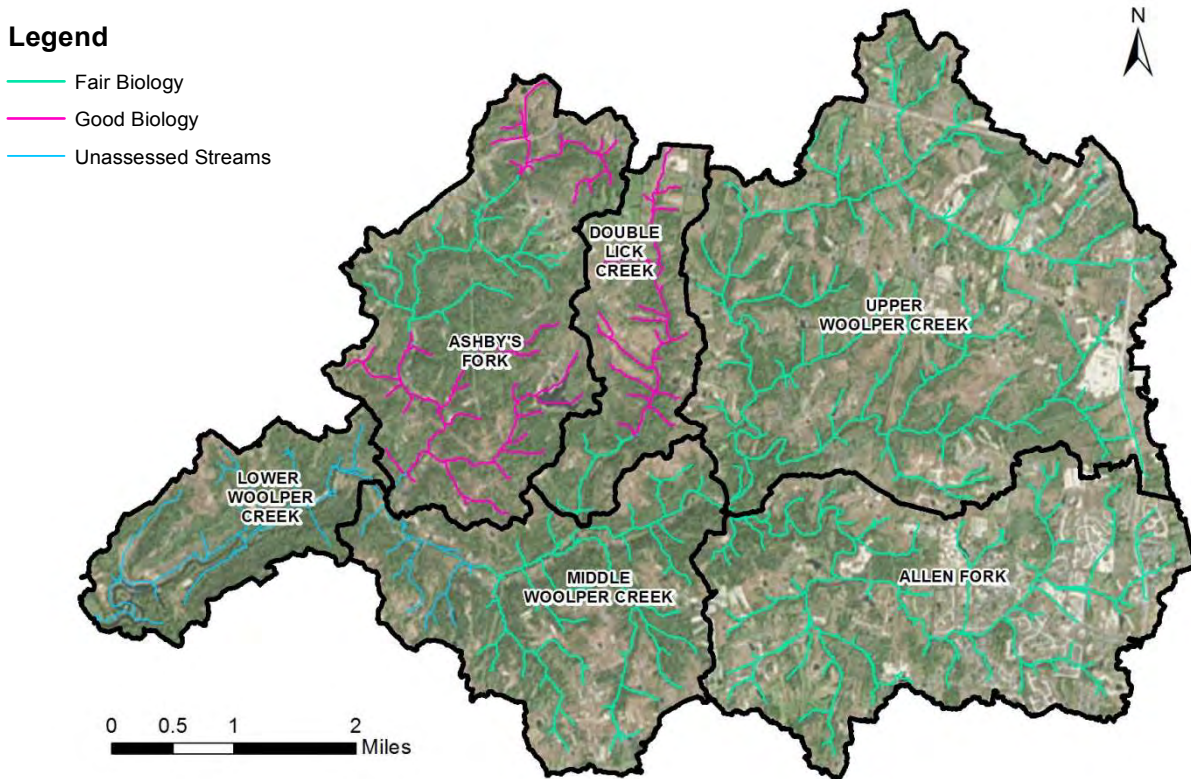 Legend
Fair Biology
Good Biology
Unassessed Streams
N
DOUBLE
LICK
CREEK
UPPER
WOOLPER CREEK
ASHBY'S
FORK
LOWER
WOOLPER
CREEK
MIDDLE
WOOLPER CREEK
ALLEN FORK
0 0.5 1 2
Miles